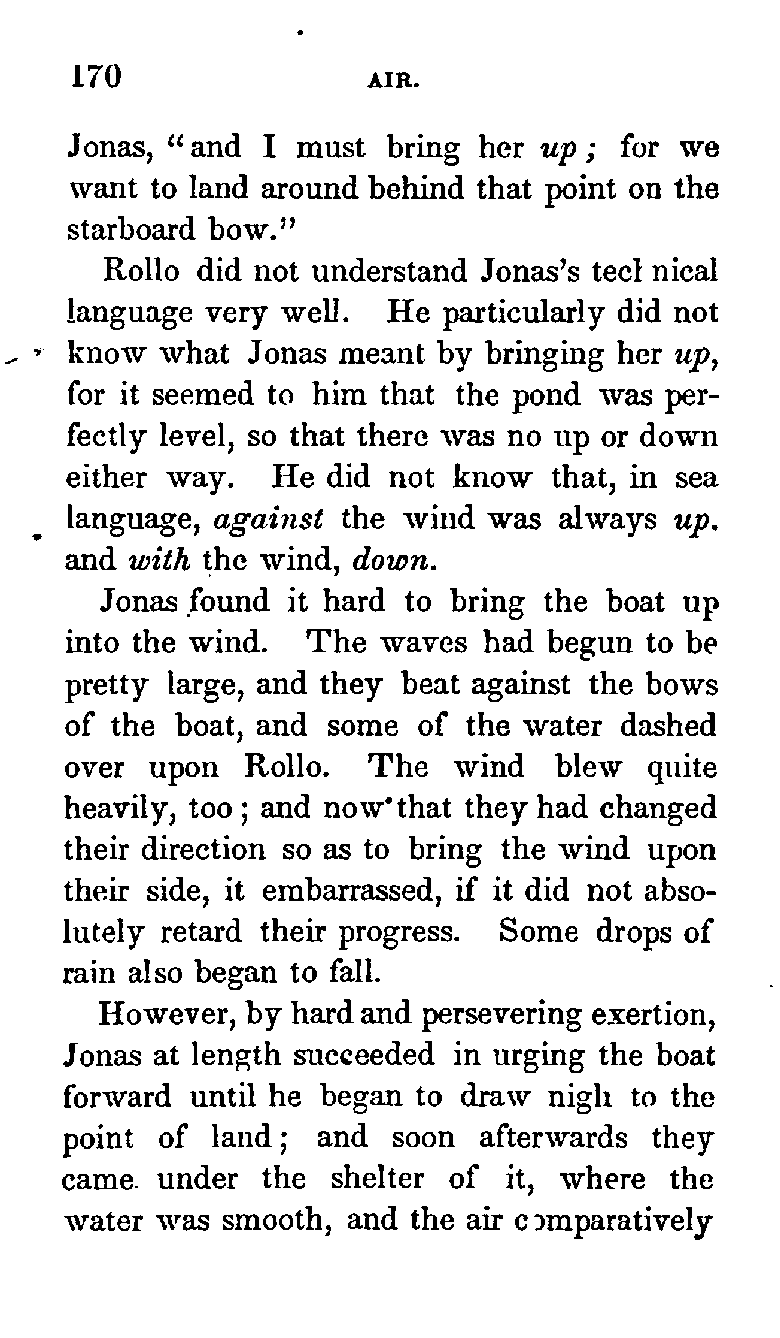 170 AIR.
Jonas, "and I must bring her up; for we
want to land around behind that point on the
starboard bow."
Rollo did not understand Jonas's tecl nical
language very well. He particularly did not
know what Jonas meant by bringing her up,
for it seemed to him that the pond was per-
fectly level, so that there was no up or down
either way. He did not know that, in sea
language, against the wind was always up.
and with the wind, down.
Jonas found it hard to bring the boat up
into the wind. The waves had begun to be
pretty large, and they beat against the bows
of the boat, and some of the water dashed
over upon Rollo. The wind blew quite
heavily, too; and now that they had changed
their direction so as to bring the wind upon
their side, it embarrassed, if it did not abso-
lutely retard their progress. Some drops of
rain also began to fall.
However, by hard and persevering exertion,
Jonas at length succeeded in urging the boat
forward until he began to draw nigh to the
point of land; and soon afterwards they
came under the shelter of it, where the
water was smooth, and the air comparatively